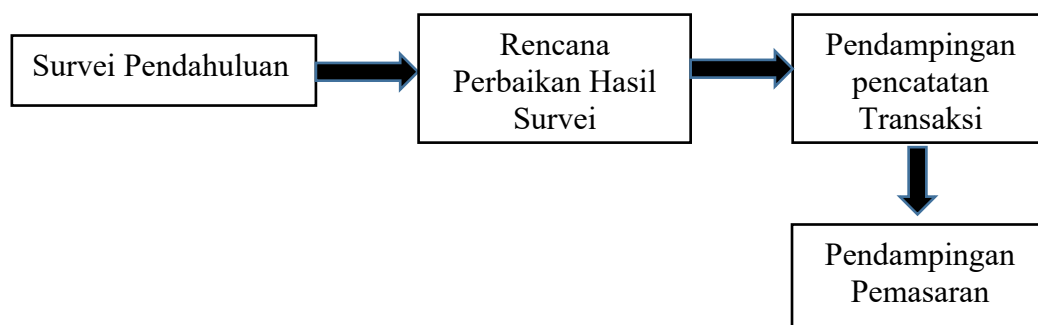 Survei Pendahuluan
Rencana
Perbaikan Hasil
Survei
Pendampingan
pencatatan
Transaksi
Pendampingan
Pemasaran